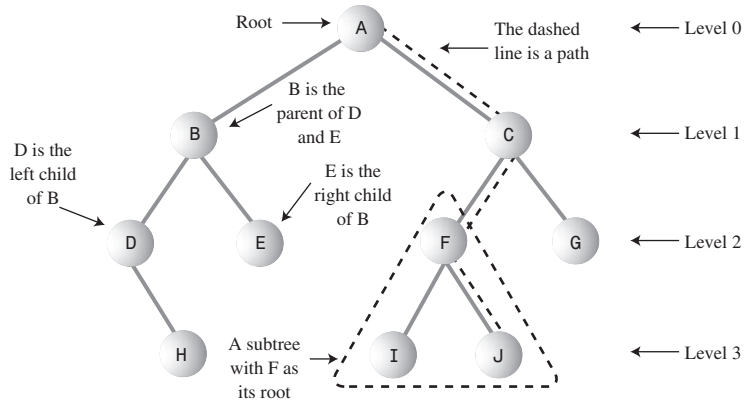 Root
A
The dashed
line is a path
Level 0
B is the
parent of D
and E
B
C
Level 1
D is the
left child
of B
E is the
right child
of B
D
E
F
G
Level 2
A subtree
with F as
its root
H
I
J
Level 3